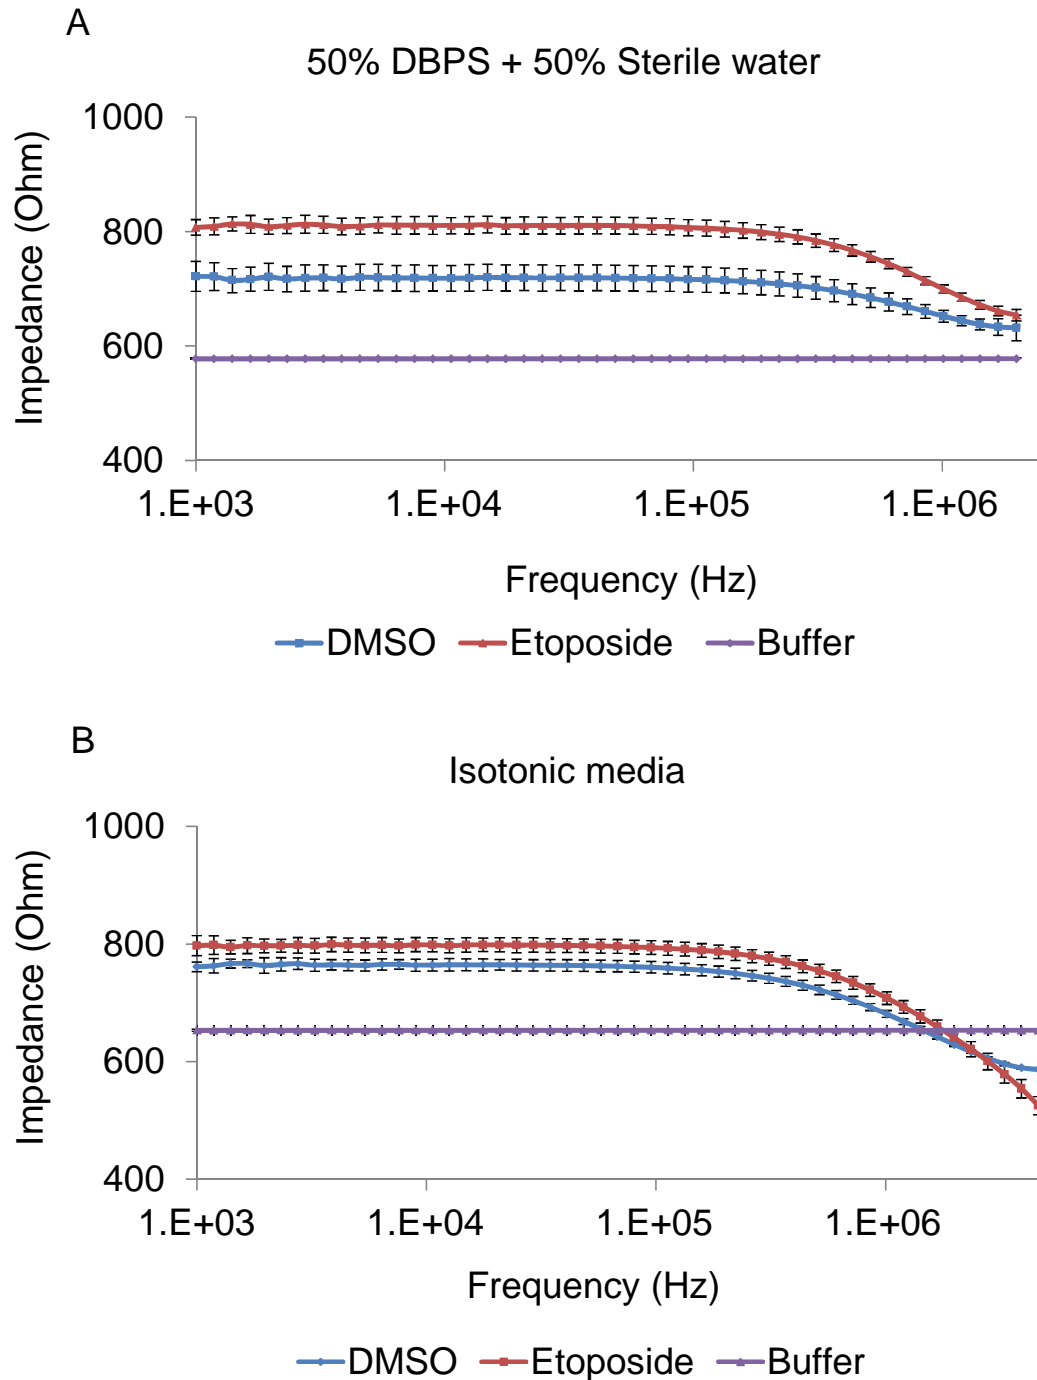 A
50% DBPS + 50% Sterile water
Impedance (Ohm)
1000
800
600
400
1.E+03 1.E+04 1.E+05 1.E+06
Frequency (Hz)
DMSO Etoposide Buffer
B
Isotonic media
Impedance (Ohm)
1000
800
600
400
1.E+03 1.E+04 1.E+05 1.E+06
Frequency (Hz)
DMSO Etoposide Buffer